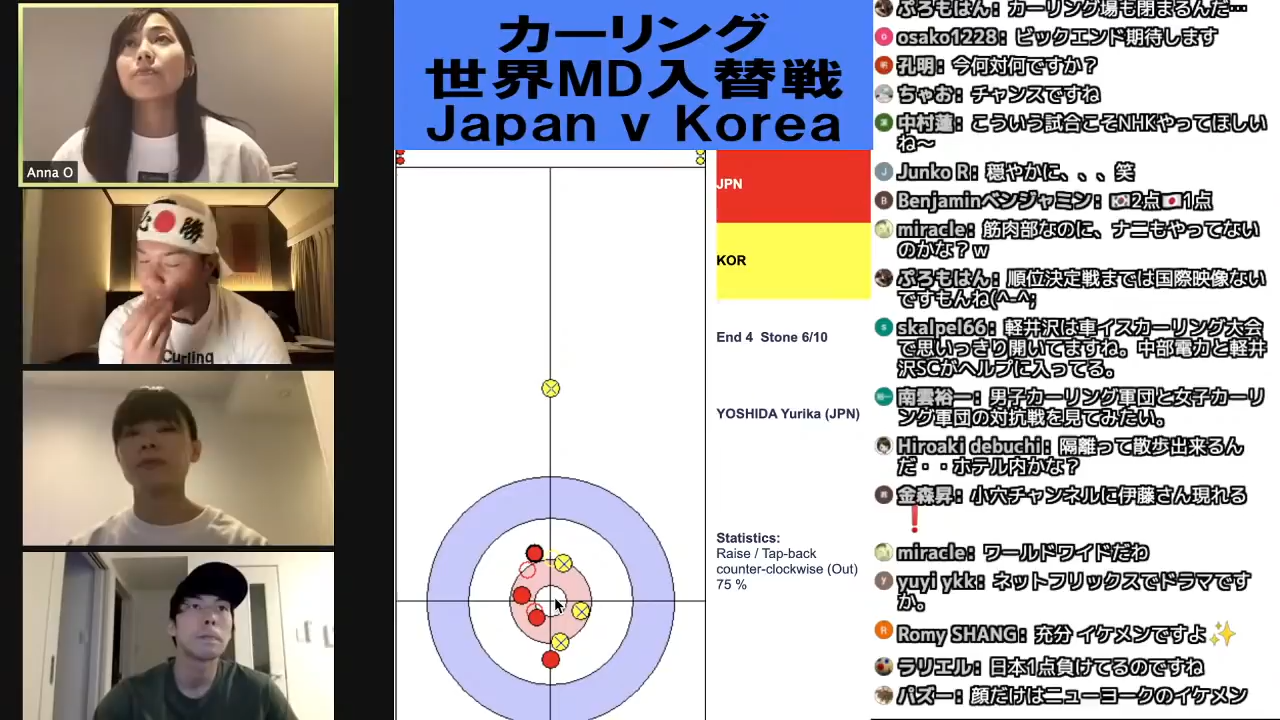 Anna O
必 勝
Curling
カーリング
世界MD入替戦
Japan v Korea
JPN
KOR
End 4 Stone 6/10
YOSHIDA Yurika (JPN)
Statistics:
Raise / Tap-back
counter-clockwise (Out)
75 %
ぷろもはん: カーリング場も閉まるんだ…
osako1228: ビックエンド期待します
孔明: 今何対何ですか？
ちゃお: チャンスですね
中村蓮: こういう試合こそNHKやってほしい
ね〜
Junko R: 穏やかに、、、笑
Benjaminベンジャミン: 🇰🇷2点🇯🇵1点
miracle: 筋肉部なのに、ナニもやってない
のかな？ｗ
ぷろもはん: 順位決定戦までは国際映像ない
ですもんね(^-^;
skalpel66: 軽井沢は車イスカーリング大会
で思いっきり開いてますね。中部電力と軽井
沢SCがヘルプに入ってる。
南雲裕一: 男子カーリング軍団と女子カーリ
ング軍団の対抗戦を見てみたい。
Hiroaki debuchi: 隔離って散歩出来るん
だ・・ホテル内かな？
金森昇: 小穴チャンネルに伊藤さん現れる
❗
miracle: ワールドワイドだわ
yuyi ykk: ネットフリックスでドラマです
か。
Romy SHANG: 充分 イケメンですよ✨
ラリエル: 日本1点負けてるのですね
パズー: 顔だけはニューヨークのイケメン